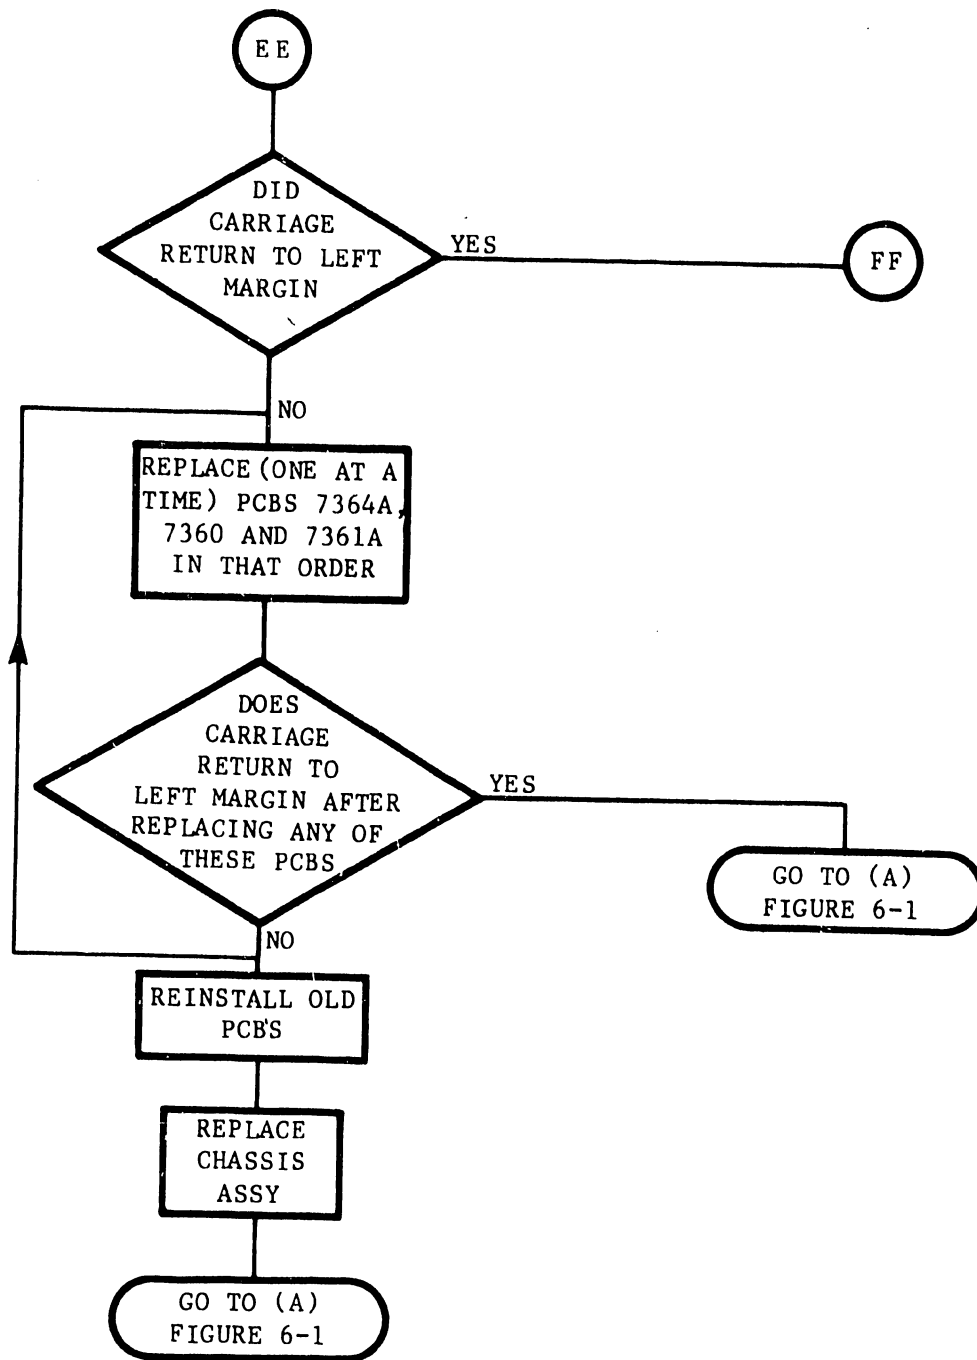 EE
DID
CARRIAGE
RETURN TO LEFT
MARGIN
YES
FF
NO
REPLACE (ONE AT A
TIME) PCBS 7364A,
7360 AND 7361A
IN THAT ORDER
DOES
CARRIAGE
RETURN TO
LEFT MARGIN AFTER
REPLACING ANY OF
THESE PCBS
YES
GO TO (A)
FIGURE 6-1
NO
REINSTALL OLD
PCB'S
REPLACE
CHASSIS
ASSY
GO TO (A)
FIGURE 6-1